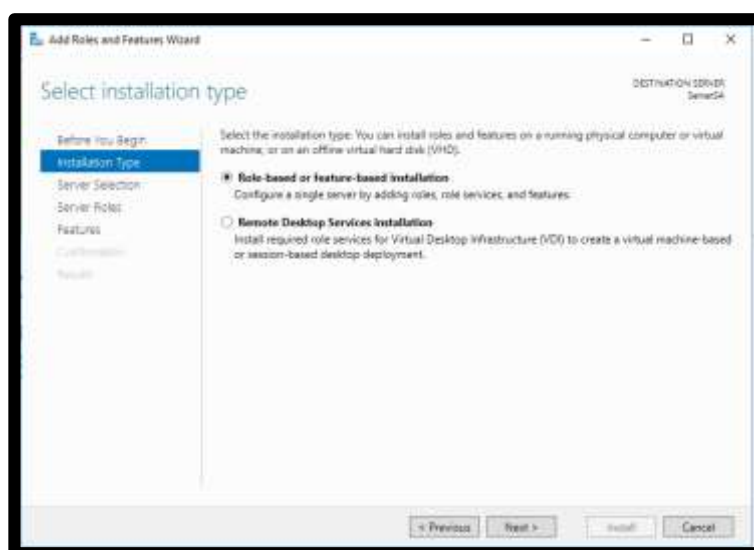 Add Roles and Features Wizard
Select installation type
DESTINATION SERVER
ServerSA
Before You Begin
Installation Type
Server Selection
Server Roles
Features
Confirmation
Results
Select the installation type. You can install roles and features on a running physical computer or virtual
machine, or on an offline virtual hard disk (VHD).
Role-based or feature-based installation
Configure a single server by adding roles, role services, and features.
Remote Desktop Services installation
Install required role services for Virtual Desktop Infrastructure (VDI) to create a virtual machine-based
or session-based desktop deployment.
< Previous
Next >
Install
Cancel